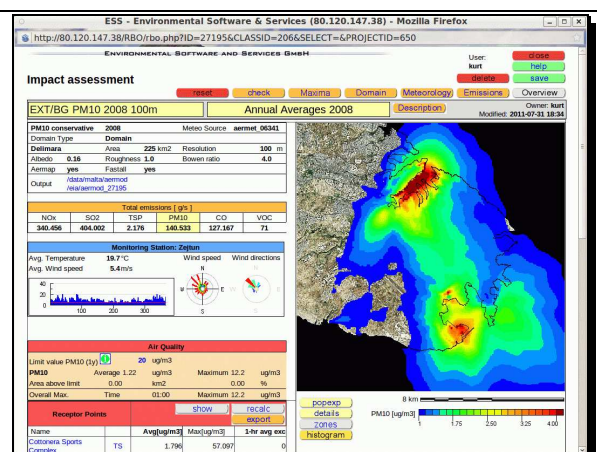 ESS - Environmental Software & Services (80.120.147.38) - Mozilla Firefox
http://80.120.147.38/RBO/rbo.php?ID=27195&CLASSID=206&SELECT=&PROJECTID=650
Environmental Software and Services GmbH
User: kurt
close
help
Impact assessment
delete
save
reset check Maxima Domain Meteorology Emissions Overview
EXT/BG PM10 2008 100m
Annual Averages 2008
Description
Owner: kurt
Modified: 2011-07-31 18:34
PM10 conservative 2008 Meteo Source aermet_06341
Domain Type Domain
Delimara Area 225 km2 Resolution 100 m
Albedo 0.16 Roughness 1.0 Bowen ratio 4.0
Aermap yes Fastall yes
Output /data/malta/aermod
/eia/aermod_27195
Total emissions [ g/s ]
NOx SO2 TSP PM10 CO VOC
340.456 404.002 2.176 140.533 127.167 71
Monitoring Station: Zejtun
Avg. Temperature 19.7°C Wind speed Wind directions
Avg. Wind speed 5.4m/s
N
W E
S
40
20
0
100 200 300
Air Quality
Limit value PM10 (1y) 20 ug/m3
PM10 Average 1.22 ug/m3 Maximum 12.2 ug/m3
Area above limit 0.00 km2 0.00 %
Overall Max. Time 01:00 Maximum 12.2 ug/m3
Receptor Points
show recalc
export
Name Avg[ug/m3] Max[ug/m3] 1-hr avg exc
Cottonera Sports Complex TS 1.796 57.097 0
popexp
details
zones
histogram
8 km
PM10 [ug/m3]
1 1.75 2.50 3.25 4.00